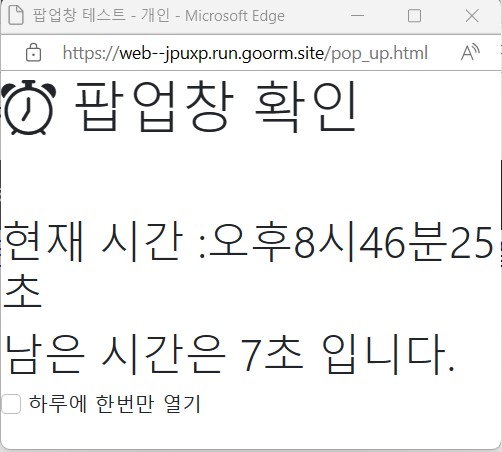 팝업창 테스트 - 개인 - Microsoft Edge
https://web--jpuxp.run.goorm.site/pop_up.html
팝업창 확인
현재 시간 :오후8시46분25
초
남은 시간은 7초 입니다.
하루에 한번만 열기